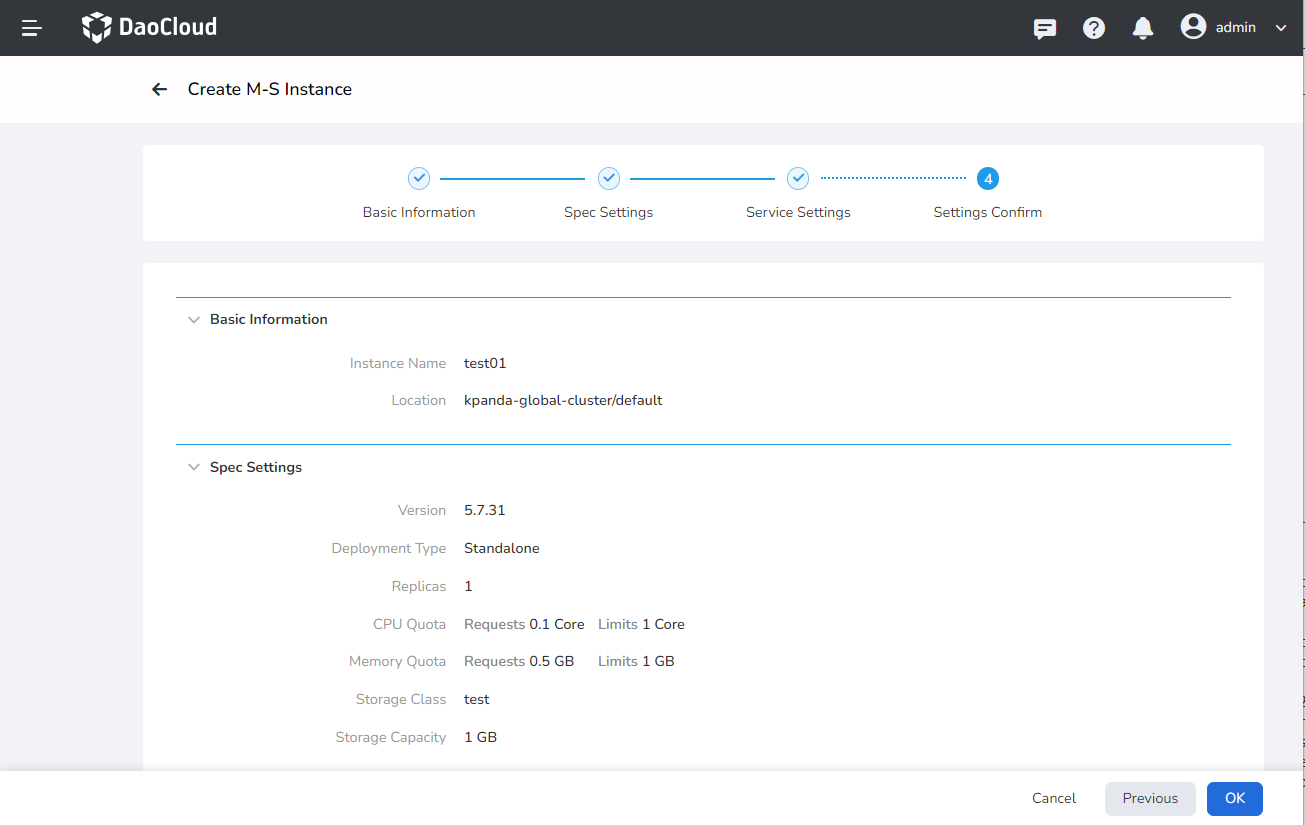 DaoCloud
admin
Create M-S Instance
4
Basic Information
Spec Settings
Service Settings
Settings Confirm
Basic Information
Instance Name test01
Location kpanda-global-cluster/default
Spec Settings
Version 5.7.31
Deployment Type Standalone
Replicas 1
CPU Quota Requests 0.1 Core Limits 1 Core
Memory Quota Requests 0.5 GB Limits 1 GB
Storage Class test
Storage Capacity 1 GB
Cancel Previous OK